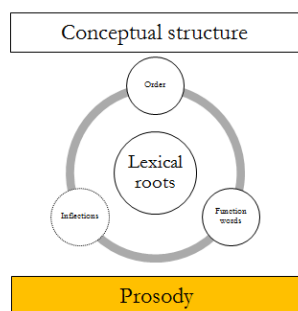 Conceptual structure
Order
Lexical
roots
Inflections
Function
words
Prosody